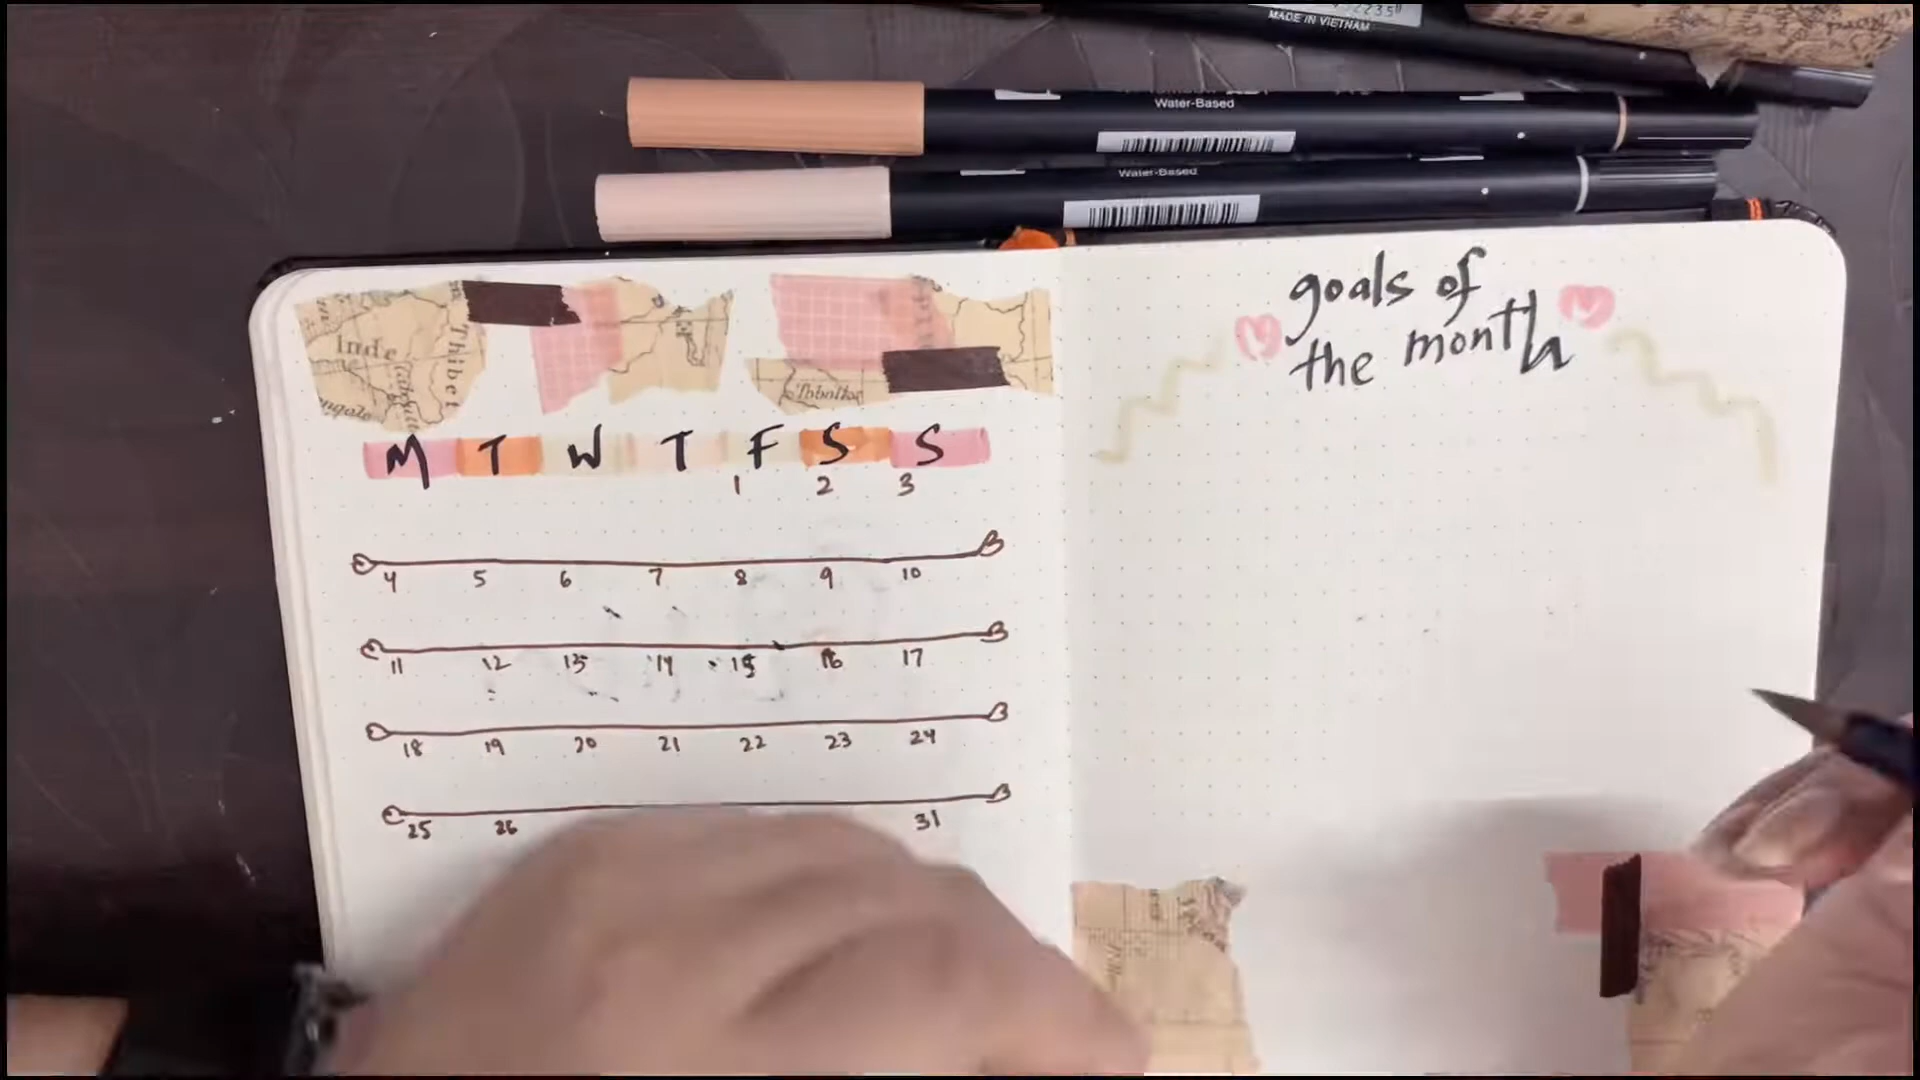 MADE IN VIETNAM
Water-Based
Water-Based
goals of
the month
Inde
Thibet
M T W T F S S
1 2 3
4 5 6 7 8 9 10
11 12 13 14 15 16 17
18 19 20 21 22 23 24
25 26 31